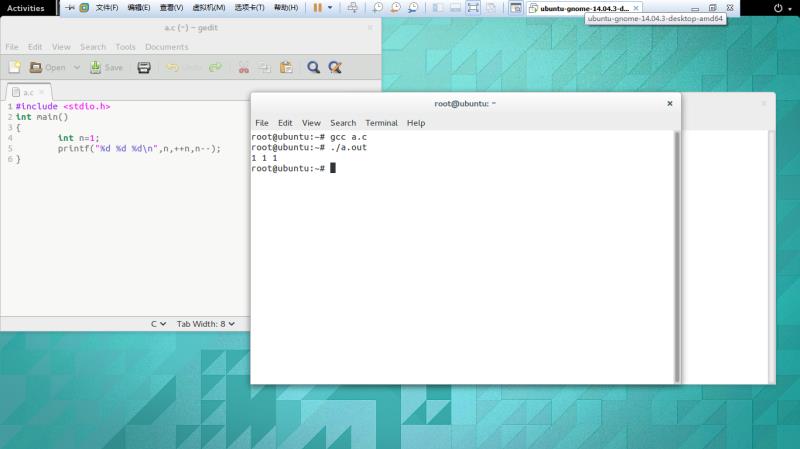 Activities
文件(F) 编辑(E) 查看(V) 虚拟机(M) 选项卡(T) 帮助(H)
ubuntu-gnome-14.04.3-d...
ubuntu-gnome-14.04.3-desktop-amd64
a.c (~) – gedit
File Edit View Search Tools Documents
Open Save Undo
a.c
1 #include <stdio.h>
2 int main()
3 {
4 int n=1;
5 printf("%d %d %d\n",n,++n,n--);
6 }
C Tab Width: 8
root@ubuntu: ~
File Edit View Search Terminal Help
root@ubuntu:~# gcc a.c
root@ubuntu:~# ./a.out
1 1 1
root@ubuntu:~#